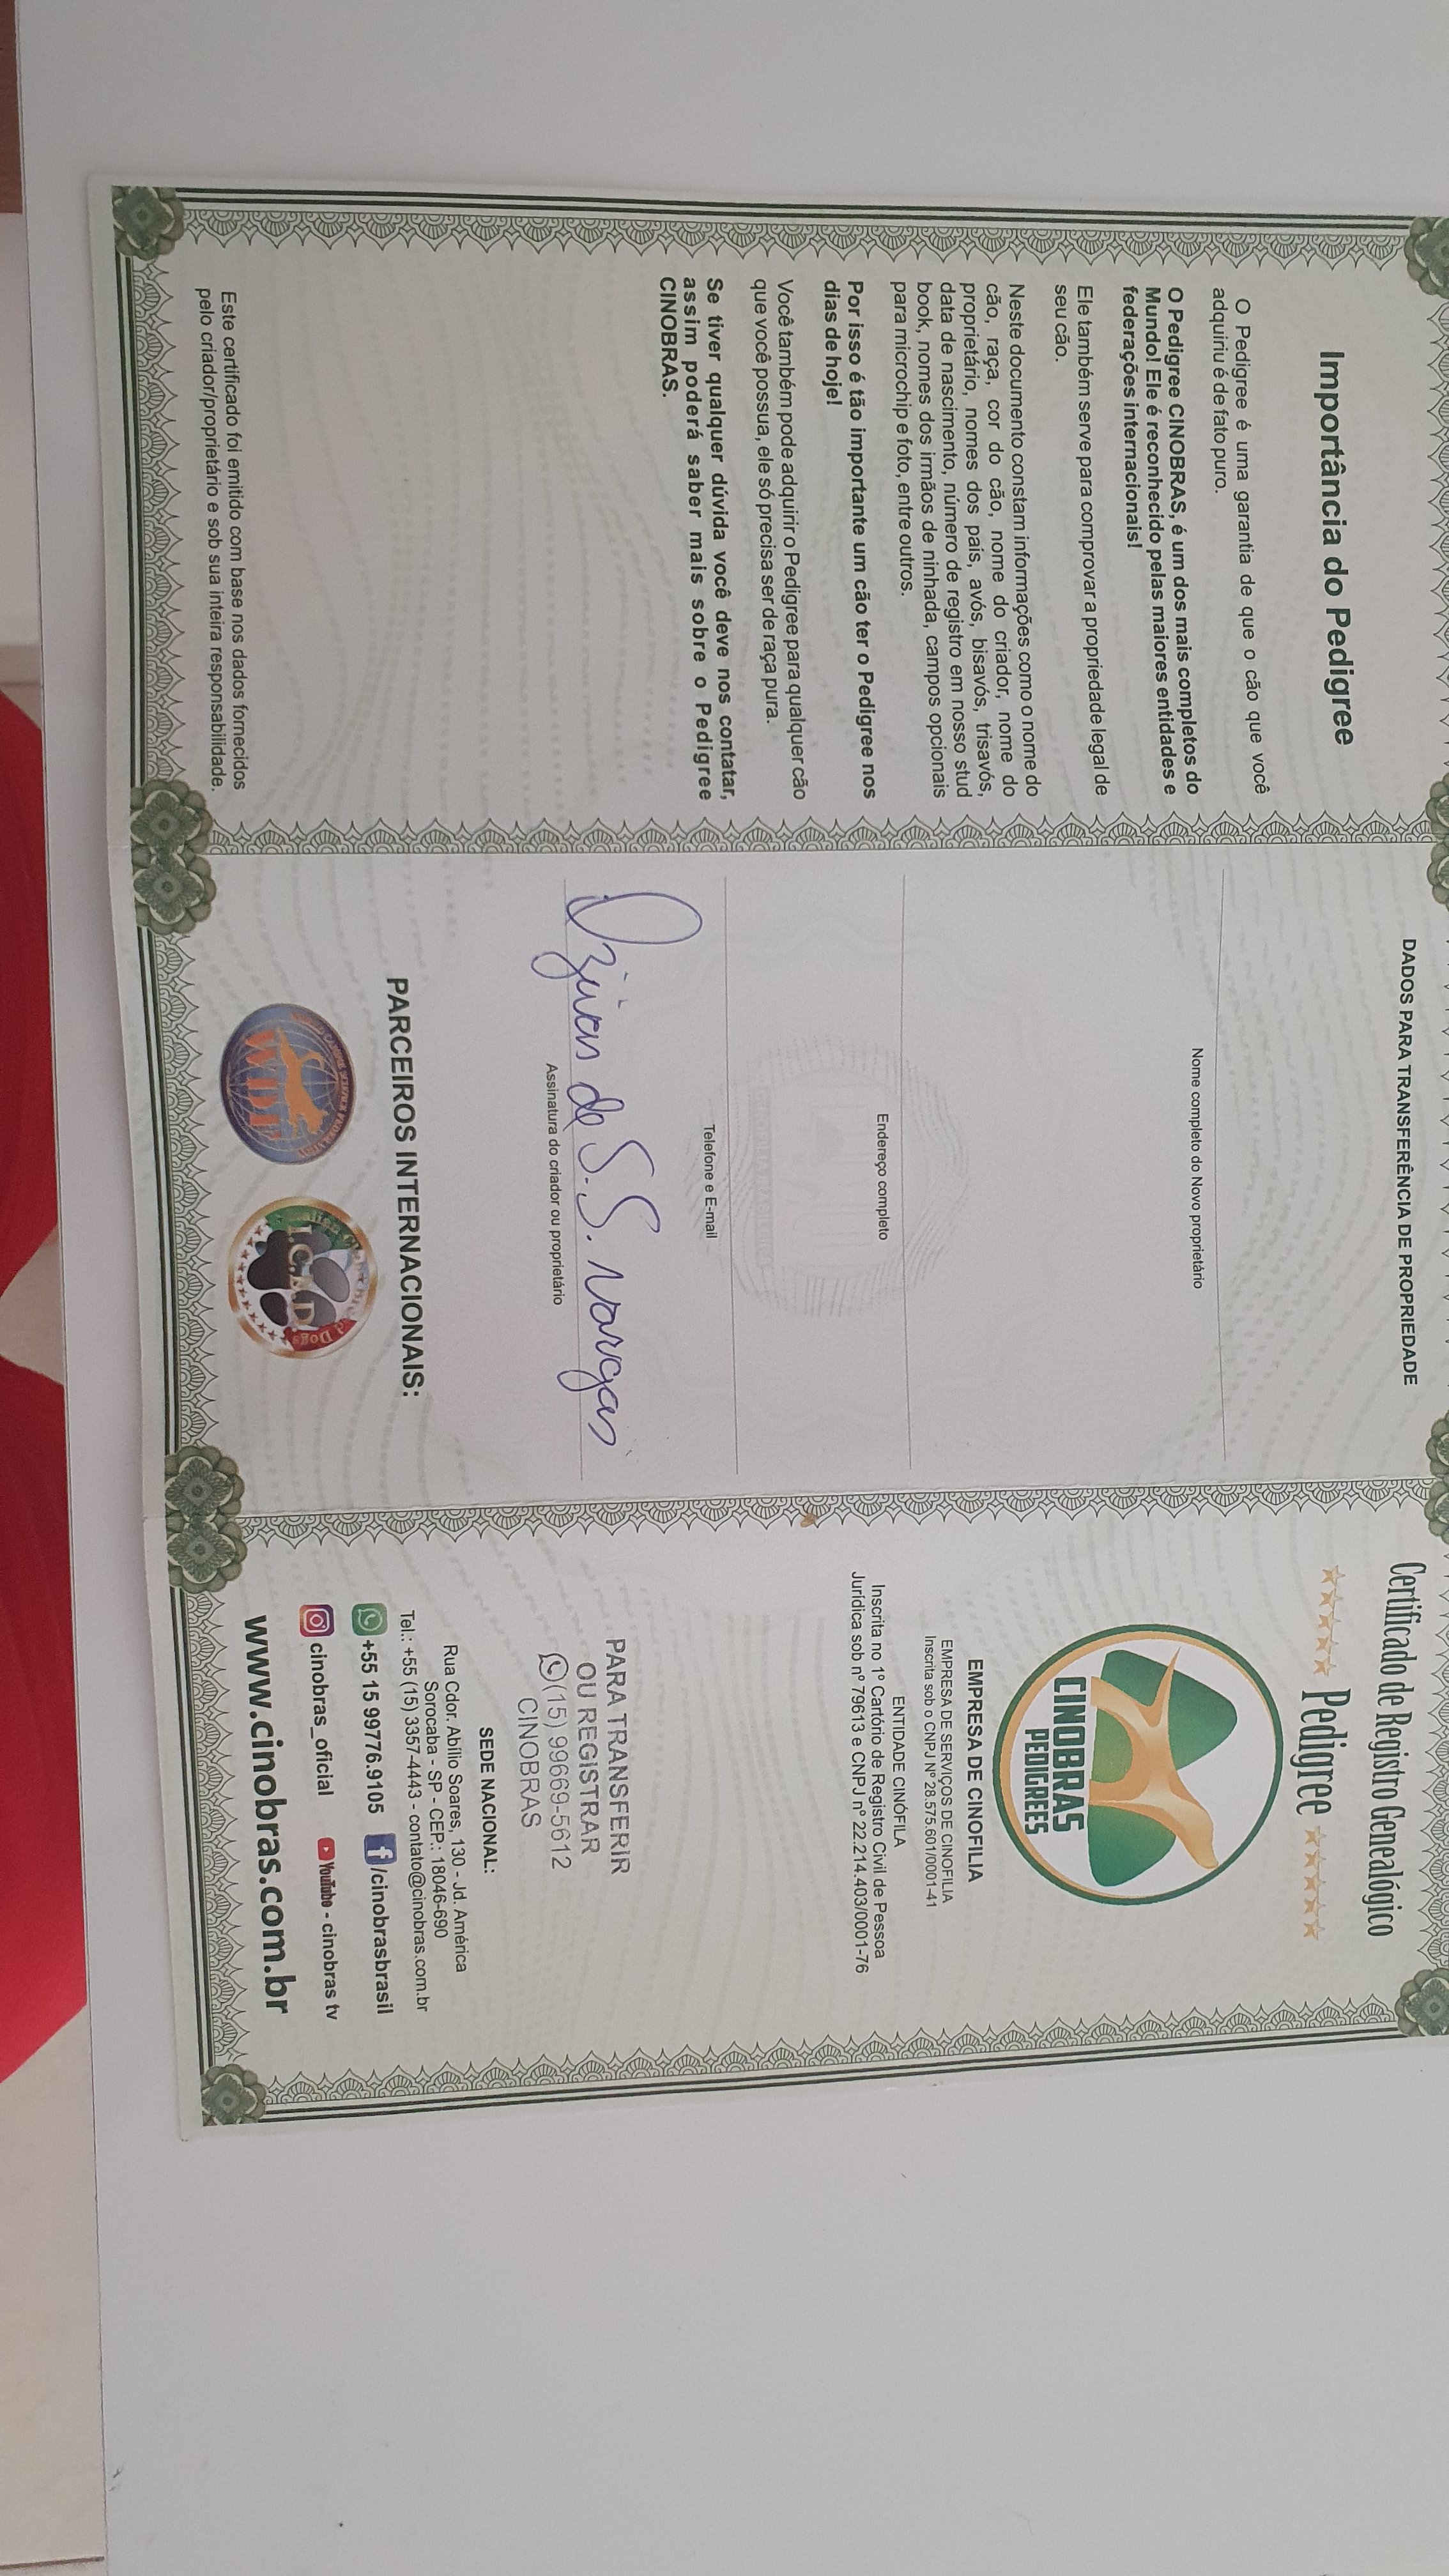 Importância do Pedigree
O Pedigree é uma garantia de que o cão que você
adquiriu é de fato puro.
O Pedigree CINOBRAS, é um dos mais completos do
Mundo! Ele é reconhecido pelas maiores entidades e
federações internacionais!
Ele também serve para comprovar a propriedade legal de
seu cão.
Neste documento constam informações como o nome do
cão, raça, cor do cão, nome do criador, nome do
proprietário, nomes dos pais, avós, bisavós, trisavós,
data de nascimento, número de registro em nosso stud
book, nomes dos irmãos de ninhada, campos opcionais
para microchip e foto, entre outros.
Por isso é tão importante um cão ter o Pedigree nos
dias de hoje!
Você também pode adquirir o Pedigree para qualquer cão
que você possua, ele só precisa ser de raça pura.
Se tiver qualquer dúvida você deve nos contatar,
assim poderá saber mais sobre o Pedigree
CINOBRAS.
Este certificado foi emitido com base nos dados fornecidos
pelo criador/proprietário e sob sua inteira responsabilidade.
DADOS PARA TRANSFERÊNCIA DE PROPRIEDADE
Nome completo do Novo proprietário
Endereço completo
Telefone e E-mail
de S. S. Vargas
Assinatura do criador ou proprietário
PARCEIROS INTERNACIONAIS:
WDF
I.C.B.D.
Dogs
Certificado de Registro Genealógico
Pedigree
CINOBRAS
PEDIGREES
EMPRESA DE CINOFILIA
EMPRESA DE SERVIÇOS DE CINOFILIA
Inscrita sob o CNPJ Nº 28.575.601/0001-41
ENTIDADE CINÓFILA
Inscrita no 1º Cartório de Registro Civil de Pessoa
Jurídica sob nº 79613 e CNPJ nº 22.214.403/0001-76
PARA TRANSFERIR
OU REGISTRAR
(15) 99669-5612
CINOBRAS
SEDE NACIONAL:
Rua Cdor. Abílio Soares, 130 - Jd. América
Sorocaba - SP - CEP.: 18046-690
Tel.: +55 (15) 3357-4443 - contato@cinobras.com.br
+55 15 99776.9105 f /cinobrasbrasil
cinobras_oficial YouTube - cinobras tv
www.cinobras.com.br